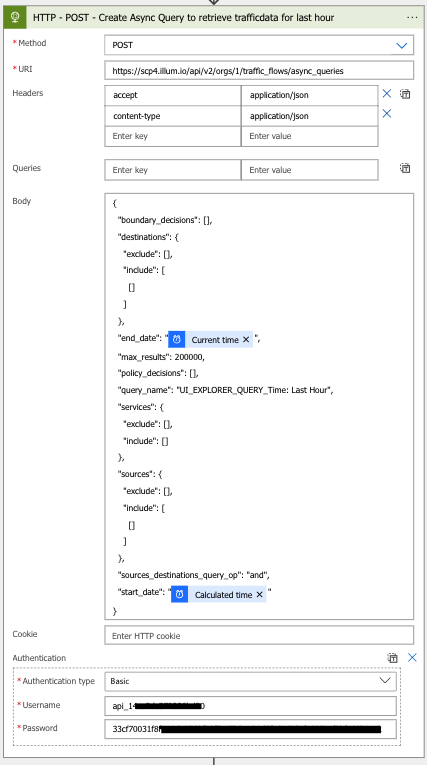 HTTP - POST - Create Async Query to retrieve trafficdata for last hour ...
* Method POST
* URI https://scp4.illum.io/api/v2/orgs/1/traffic_flows/async_queries
Headers accept application/json
content-type application/json
Enter key Enter value
Queries Enter key Enter value
Body {
"boundary_decisions": [],
"destinations": {
"exclude": [],
"include": [
[]
]
},
"end_date": " Current time × ",
"max_results": 200000,
"policy_decisions": [],
"query_name": "UI_EXPLORER_QUERY_Time: Last Hour",
"services": {
"exclude": [],
"include": []
},
"sources": {
"exclude": [],
"include": [
[]
]
},
"sources_destinations_query_op": "and",
"start_date": " Calculated time × "
}
Cookie Enter HTTP cookie
Authentication
* Authentication type Basic
* Username
* Password